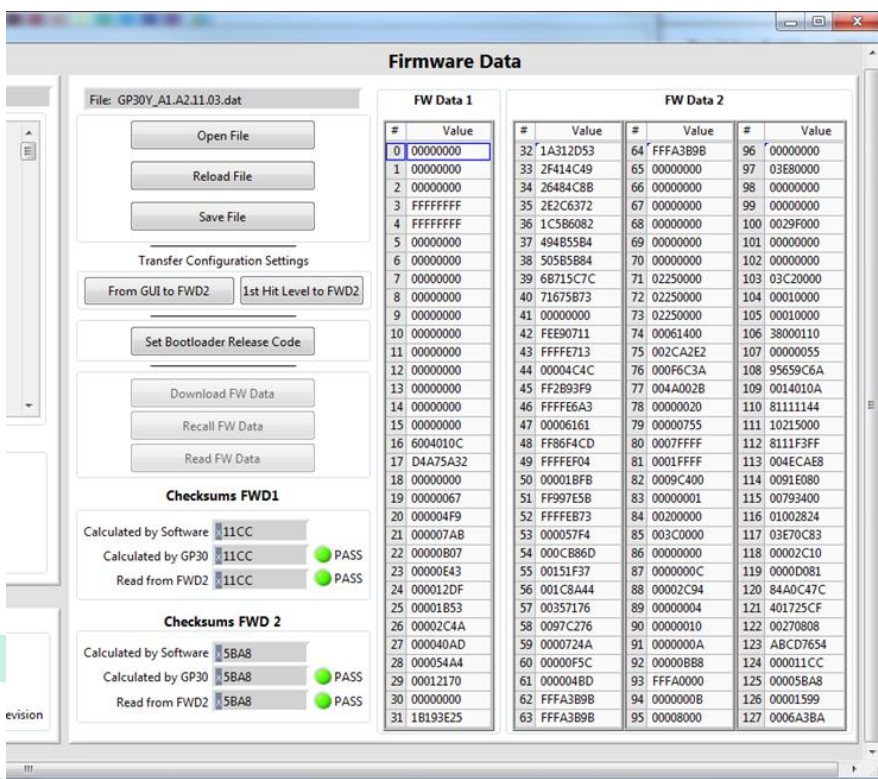 Firmware Data
File: GP30Y_A1.A2.11.03.dat
Open File
Reload File
Save File
Transfer Configuration Settings
From GUI to FWD2 1st Hit Level to FWD2
Set Bootloader Release Code
Download FW Data
Recall FW Data
Read FW Data
Checksums FWD1
Calculated by Software x 11CC
Calculated by GP30 x 11CC PASS
Read from FWD2 x 11CC PASS
Checksums FWD 2
Calculated by Software x 5BA8
Calculated by GP30 x 5BA8 PASS
Read from FWD2 x 5BA8 PASS
evision
FW Data 1
# Value
0 00000000
1 00000000
2 00000000
3 FFFFFFFF
4 FFFFFFFF
5 00000000
6 00000000
7 00000000
8 00000000
9 00000000
10 00000000
11 00000000
12 00000000
13 00000000
14 00000000
15 00000000
16 6004010C
17 D4A75A32
18 00000000
19 00000067
20 000004F9
21 000007AB
22 00000B07
23 00000E43
24 000012DF
25 00001B53
26 00002C4A
27 000040AD
28 000054A4
29 00012170
30 00000000
31 1B193E25
FW Data 2
# Value # Value # Value
32 1A312D53 64 FFFA3B9B 96 00000000
33 2F414C49 65 00000000 97 03E80000
34 26484C8B 66 00000000 98 00000000
35 2E2C6372 67 00000000 99 00000000
36 1C5B6082 68 00000000 100 0029F000
37 494B55B4 69 00000000 101 00000000
38 505B5B84 70 00000000 102 00000000
39 6B715C7C 71 02250000 103 03C20000
40 71675B73 72 02250000 104 00010000
41 00000000 73 02250000 105 00010000
42 FEE90711 74 00061400 106 38000110
43 FFFFE713 75 002CA2E2 107 00000055
44 00004C4C 76 000F6C3A 108 95659C6A
45 FF2B93F9 77 004A002B 109 0014010A
46 FFFFE6A3 78 00000020 110 81111144
47 00006161 79 00000755 111 10215000
48 FF86F4CD 80 0007FFFF 112 8111F3FF
49 FFFFEF04 81 0001FFFF 113 004ECAE8
50 00001BFB 82 0009C400 114 0091E080
51 FF997E5B 83 00000001 115 00793400
52 FFFFEB73 84 00200000 116 01002824
53 000057F4 85 003C0000 117 03E70C83
54 000CB86D 86 00000000 118 00002C10
55 00151F37 87 0000000C 119 0000D081
56 001C8A44 88 00002C94 120 84A0C47C
57 00357176 89 00000004 121 401725CF
58 0097C276 90 00000010 122 00270808
59 0000724A 91 0000000A 123 ABCD7654
60 00000F5C 92 00000BB8 124 000011CC
61 000004BD 93 FFFA0000 125 00005BA8
62 FFFA3B9B 94 0000000B 126 00001599
63 FFFA3B9B 95 00008000 127 0006A3BA